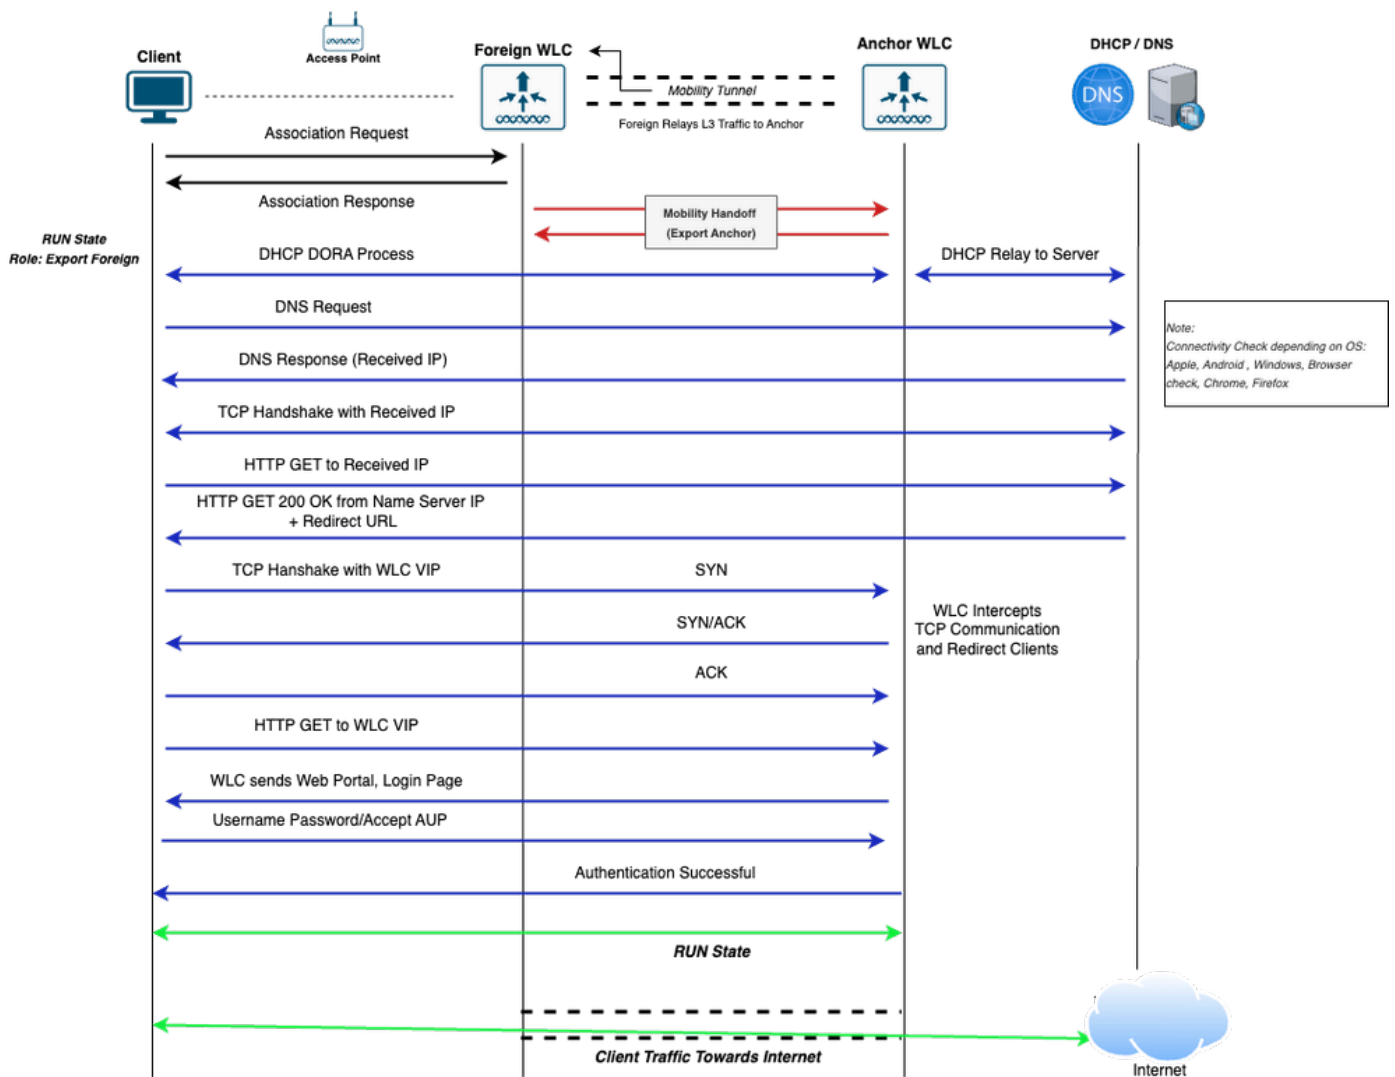 Client
Access Point
Foreign WLC
Anchor WLC
DHCP / DNS
DNS
Mobility Tunnel
Foreign Relays L3 Traffic to Anchor
Association Request
Association Response
Mobility Handoff
(Export Anchor)
RUN State
Role: Export Foreign
DHCP DORA Process
DHCP Relay to Server
DNS Request
Note:
Connectivity Check depending on OS:
Apple, Android , Windows, Browser
check, Chrome, Firefox
DNS Response (Received IP)
TCP Handshake with Received IP
HTTP GET to Received IP
HTTP GET 200 OK from Name Server IP
+ Redirect URL
TCP Hanshake with WLC VIP
SYN
WLC Intercepts
TCP Communication
and Redirect Clients
SYN/ACK
ACK
HTTP GET to WLC VIP
WLC sends Web Portal, Login Page
Username Password/Accept AUP
Authentication Successful
RUN State
Client Traffic Towards Internet
Internet